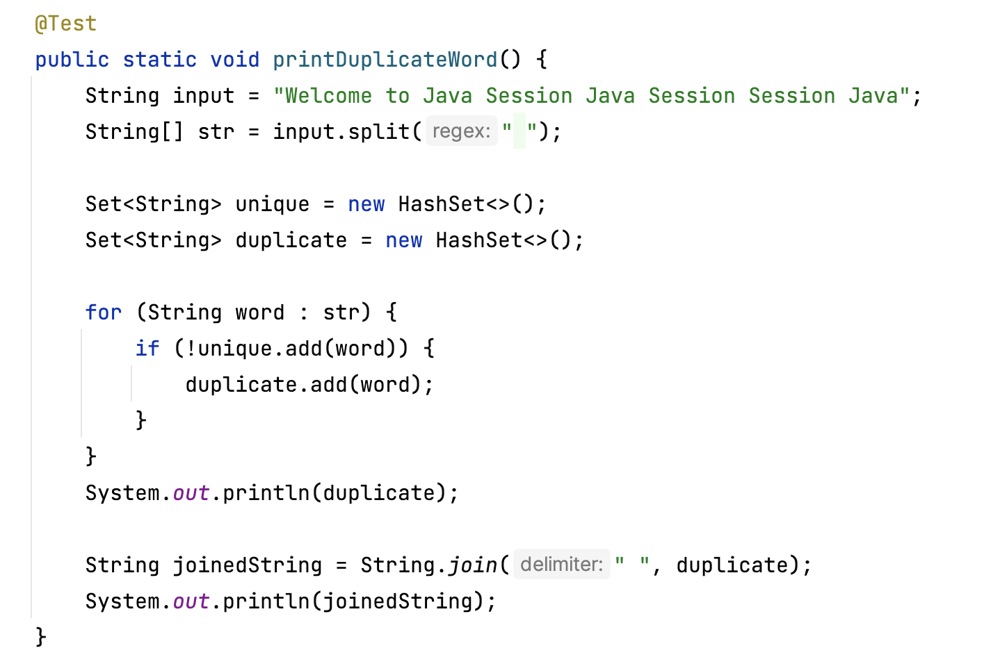 @Test
public static void printDuplicateWord() {
    String input = "Welcome to Java Session Java Session Session Java";
    String[] str = input.split( regex: " ");
    Set<String> unique = new HashSet<>();
    Set<String> duplicate = new HashSet<>();
    for (String word : str) {
        if (!unique.add(word)) {
            duplicate.add(word);
        }
    }
    System.out.println(duplicate);
    String joinedString = String.join( delimiter: " ", duplicate);
    System.out.println(joinedString);
}